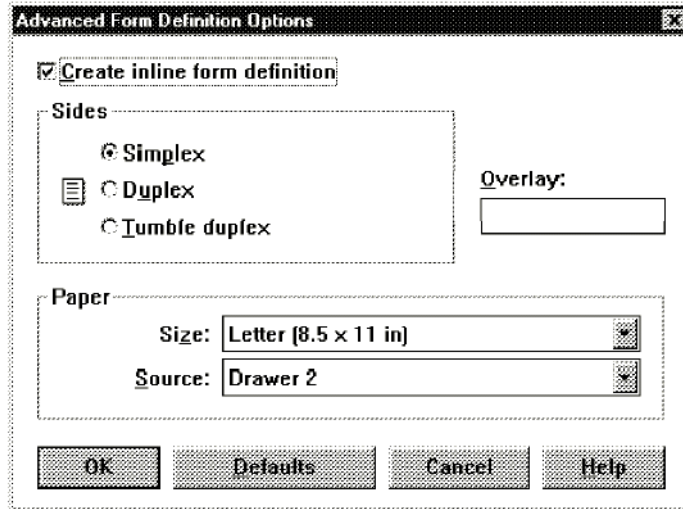 Advanced Form Definition Options
Create inline form definition
Sides
Simplex
Duplex
Tumble duplex
Overlay:
Paper
Size: Letter (8.5 x 11 in)
Source: Drawer 2
OK Defaults Cancel Help